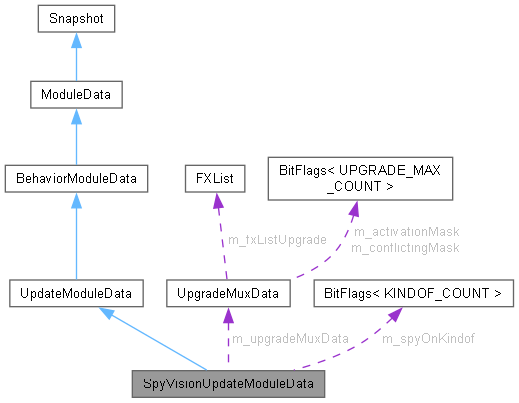 Snapshot
ModuleData
BehaviorModuleData
FXList
BitFlags< UPGRADE_MAX
_COUNT >
m_fxListUpgrade
m_activationMask
m_conflictingMask
UpdateModuleData
UpgradeMuxData
BitFlags< KINDOF_COUNT >
m_upgradeMuxData
m_spyOnKindof
SpyVisionUpdateModuleData